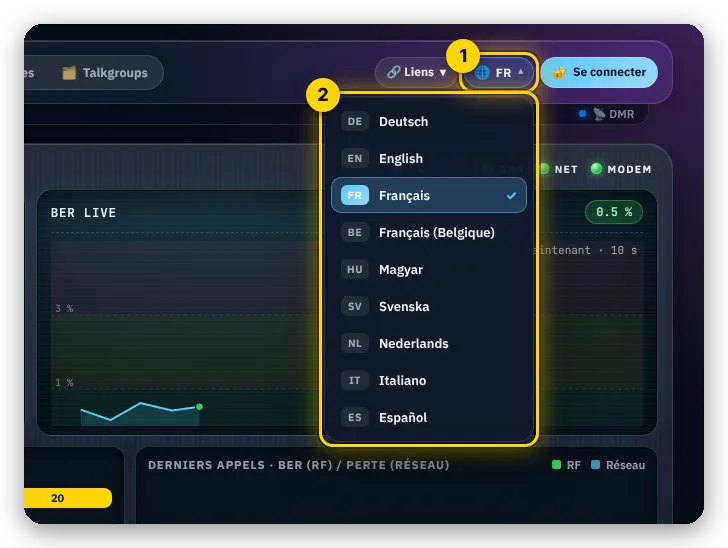 1
es 🗂️ Talkgroups 🔗 Liens ▾ 🌐 FR ▴ 🔐 Se connecter
2
📡 DMR
DE Deutsch
EN English
NET MODEM
FR Français ✓
BER LIVE 0.5 %
BE Français (Belgique)
intenant · 10 s
HU Magyar
3 % SV Svenska
NL Nederlands
1 % IT Italiano
ES Español
DERNIERS APPELS · BER (RF) / PERTE (RÉSEAU) RF Réseau
20